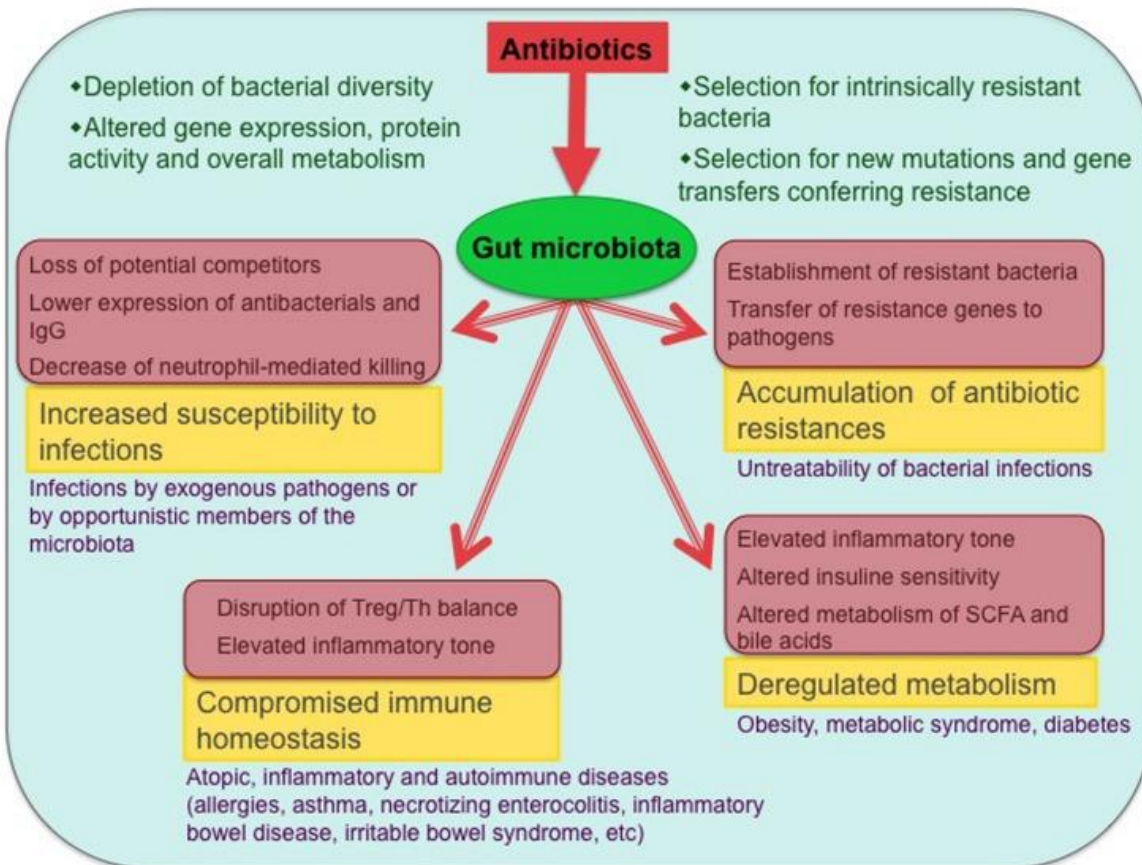 Antibiotics
◆Depletion of bacterial diversity
◆Altered gene expression, protein
activity and overall metabolism
◆Selection for intrinsically resistant
bacteria
◆Selection for new mutations and gene
transfers conferring resistance
Gut microbiota
Loss of potential competitors
Lower expression of antibacterials and
IgG
Decrease of neutrophil-mediated killing
Increased susceptibility to
infections
Infections by exogenous pathogens or
by opportunistic members of the
microbiota
Establishment of resistant bacteria
Transfer of resistance genes to
pathogens
Accumulation of antibiotic
resistances
Untreatability of bacterial infections
Disruption of Treg/Th balance
Elevated inflammatory tone
Compromised immune
homeostasis
Atopic, inflammatory and autoimmune diseases
(allergies, asthma, necrotizing enterocolitis, inflammatory
bowel disease, irritable bowel syndrome, etc)
Elevated inflammatory tone
Altered insuline sensitivity
Altered metabolism of SCFA and
bile acids
Deregulated metabolism
Obesity, metabolic syndrome, diabetes